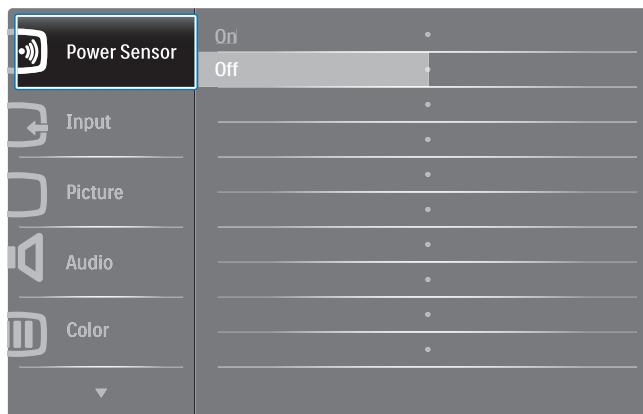 Power Sensor
On
Off
Input
Picture
Audio
Color